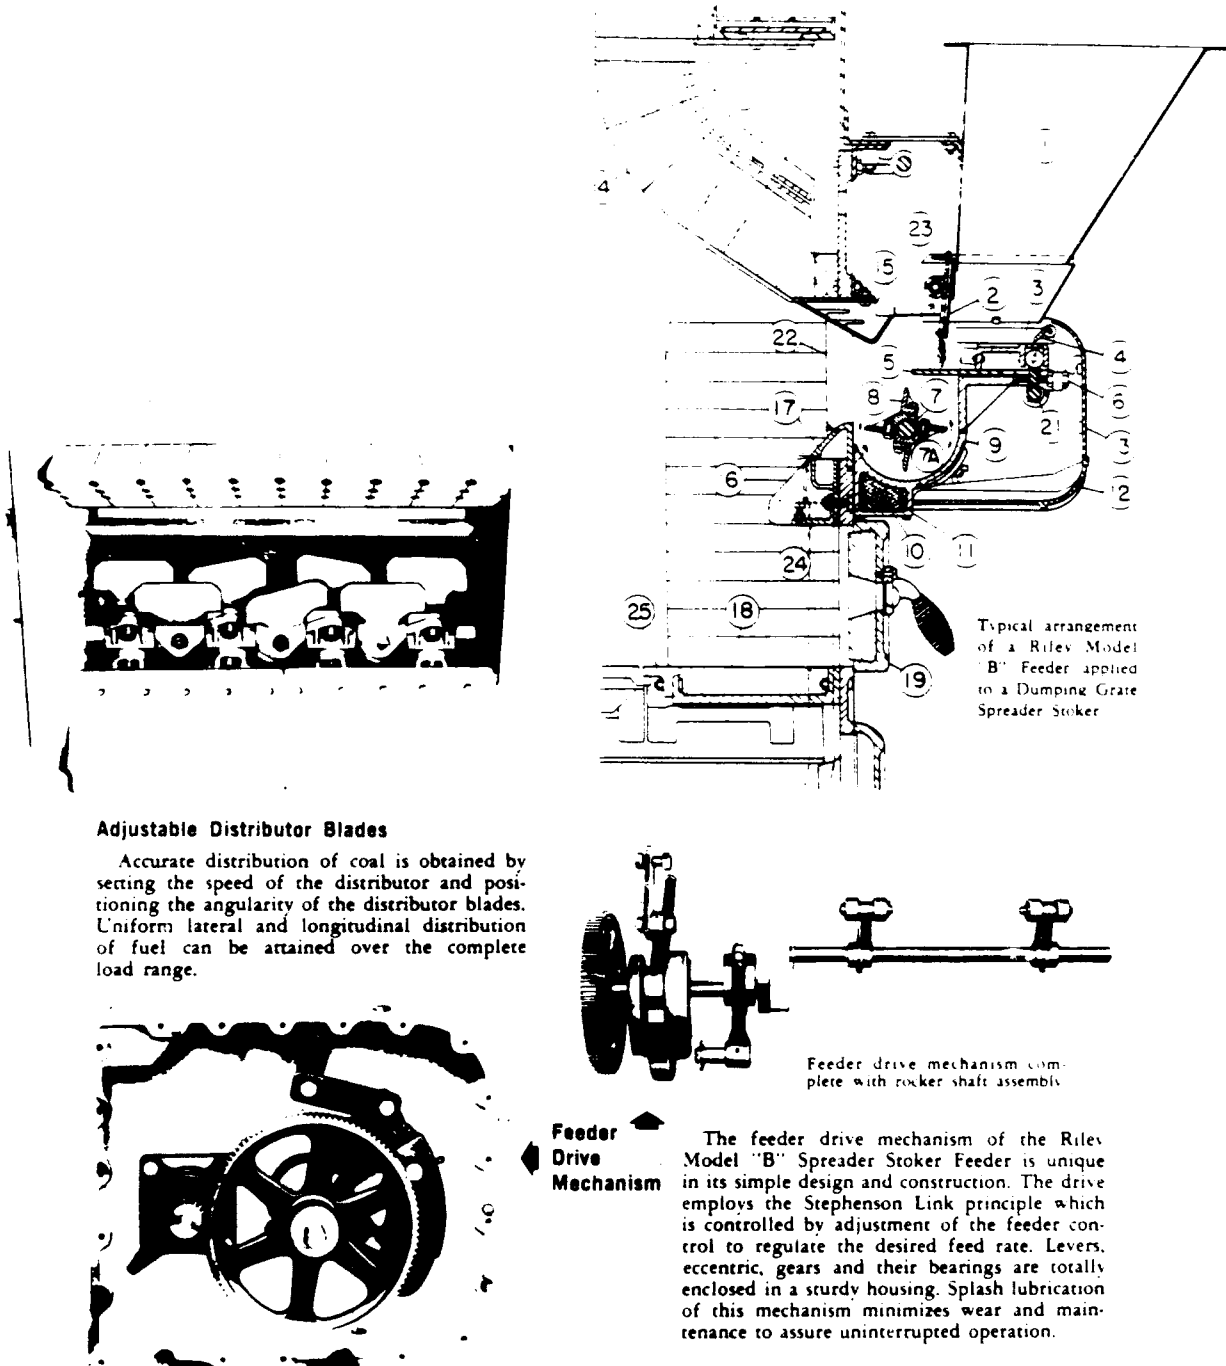 1
4
23
15
2
3
22
5
4
8
7
6
17
21
7A
9
3
6
12
10
11
24
25
18
19
Typical arrangement
of a Riley Model
"B" Feeder applied
to a Dumping Grate
Spreader Stoker
Adjustable Distributor Blades
Accurate distribution of coal is obtained by
setting the speed of the distributor and posi-
tioning the angularity of the distributor blades.
Uniform lateral and longitudinal distribution
of fuel can be attained over the complete
load range.
Feeder drive mechanism com-
plete with rocker shaft assembly
Feeder
Drive
Mechanism
The feeder drive mechanism of the Riley
Model "B" Spreader Stoker Feeder is unique
in its simple design and construction. The drive
employs the Stephenson Link principle which
is controlled by adjustment of the feeder con-
trol to regulate the desired feed rate. Levers,
eccentric, gears and their bearings are totally
enclosed in a sturdy housing. Splash lubrication
of this mechanism minimizes wear and main-
tenance to assure uninterrupted operation.